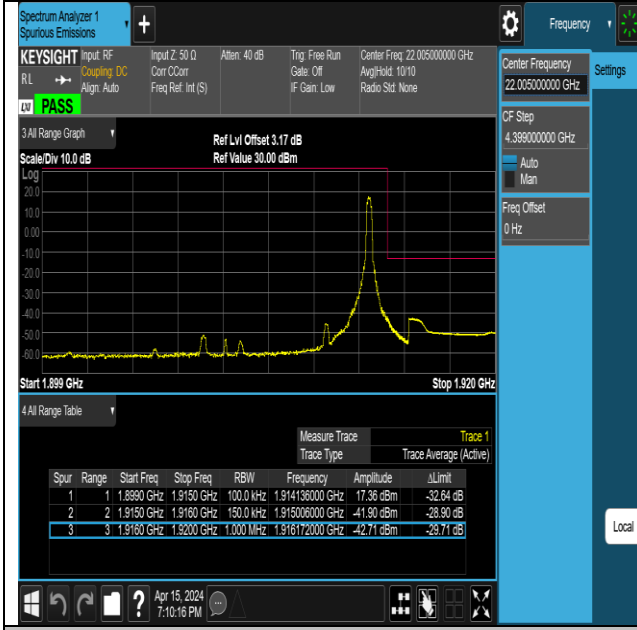 Spectrum Analyzer 1
Spurious Emissions
Frequency
KEYSIGHT
RL
Input: RF
Coupling: DC
Align: Auto
Input Z: 50 Ω
Corr CCorr
Freq Ref: Int (S)
Atten: 40 dB
Trig: Free Run
Gate: Off
IF Gain: Low
Center Freq: 22.005000000 GHz
Avg|Hold: 10/10
Radio Std: None
LXI
PASS
Center Frequency
22.005000000 GHz
Settings
CF Step
4.399000000 GHz
Auto
Man
Freq Offset
0 Hz
3 All Range Graph
Ref Lvl Offset 3.17 dB
Scale/Div 10.0 dB
Ref Value 30.00 dBm
Log
20.0
10.0
0.00
-10.0
-20.0
-30.0
-40.0
-50.0
-60.0
Start 1.899 GHz
Stop 1.920 GHz
4 All Range Table
Measure Trace Trace 1
Trace Type Trace Average (Active)
Spur Range Start Freq Stop Freq RBW Frequency Amplitude ΔLimit
1 1 1.8990 GHz 1.9150 GHz 100.0 kHz 1.914136000 GHz 17.36 dBm -32.64 dB
2 2 1.9150 GHz 1.9160 GHz 150.0 kHz 1.915006000 GHz -41.90 dBm -28.90 dB
3 3 1.9160 GHz 1.9200 GHz 1.000 MHz 1.916172000 GHz -42.71 dBm -29.71 dB
Local
Apr 15, 2024
7:10:16 PM